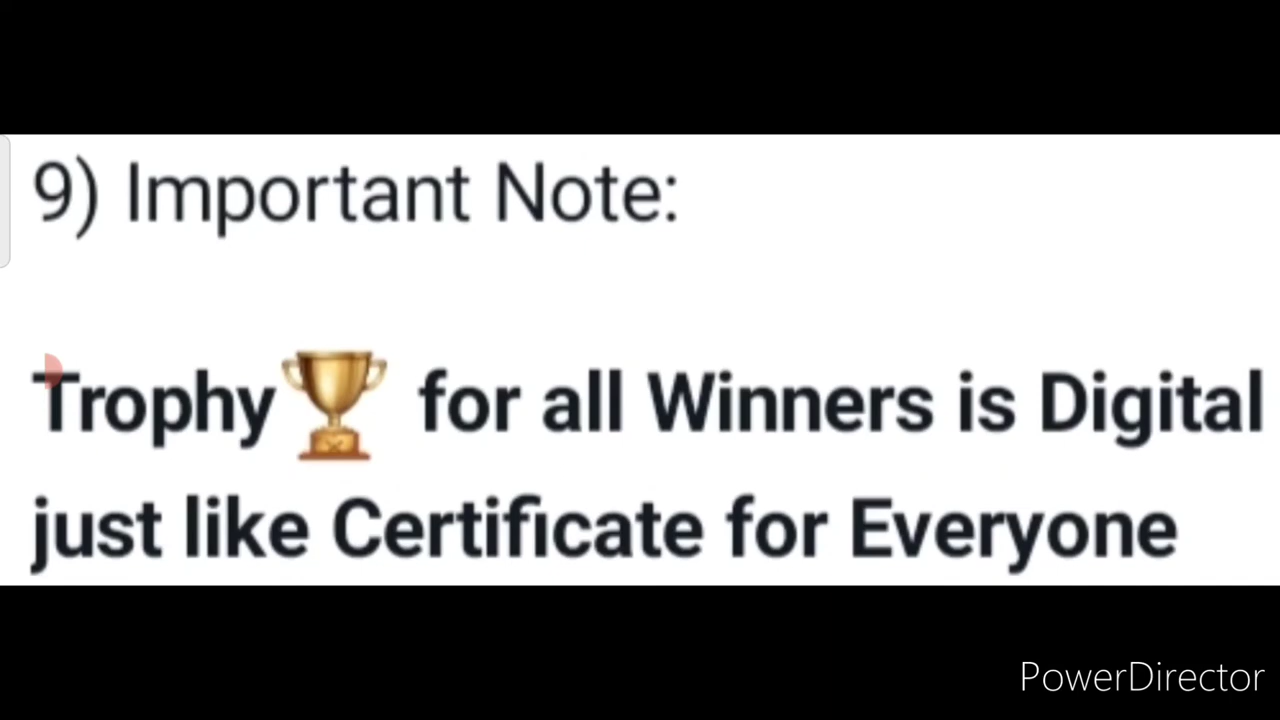 9) Important Note:
Trophy🏆 for all Winners is Digital
just like Certificate for Everyone
PowerDirector